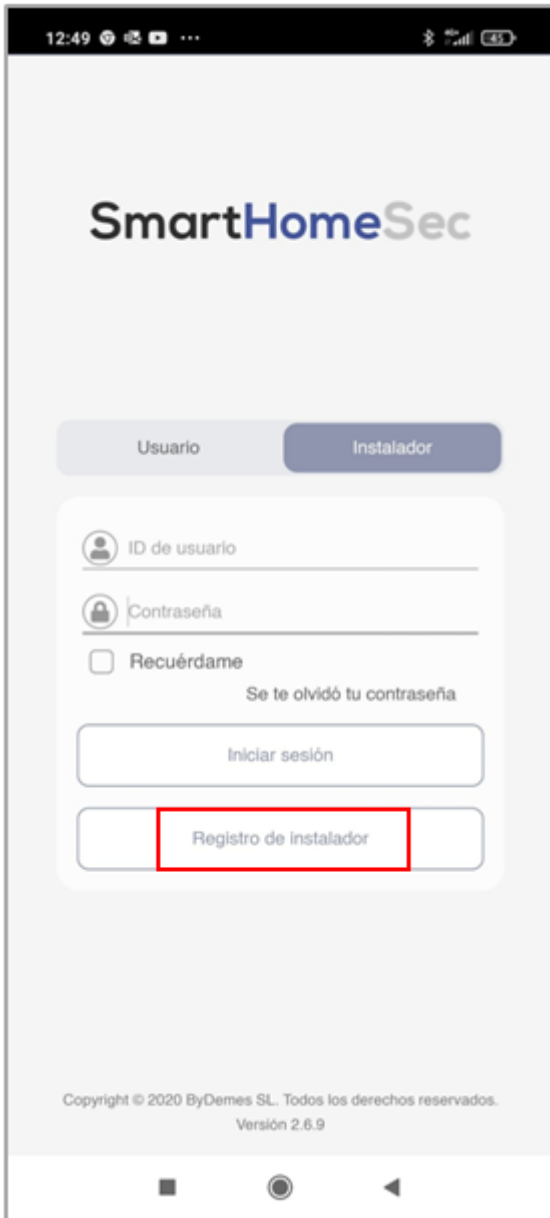 12:49
45
SmartHomeSec
Usuario
Instalador
ID de usuario
Contraseña
Recuérdame
Se te olvidó tu contraseña
Iniciar sesión
Registro de instalador
Copyright © 2020 ByDemes SL. Todos los derechos reservados.
Versión 2.6.9